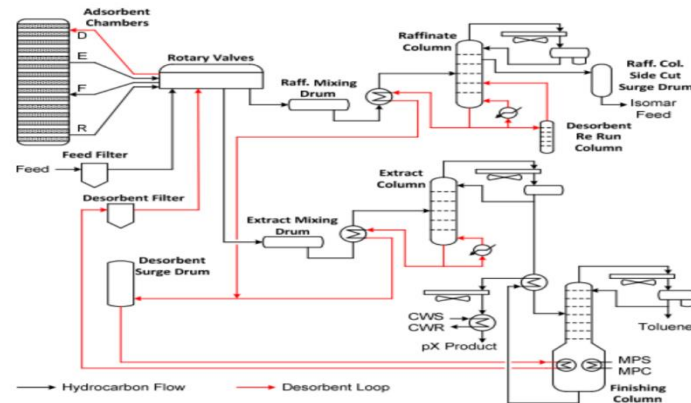 Adsorbent
Chambers
D
E
F
R
Rotary Valves
Raff. Mixing
Drum
Raffinate
Column
Raff. Col.
Side Cut
Surge Drum
Isomar
Feed
Desorbent
Re Run
Column
Feed Filter
Feed
Desorbent Filter
Extract Mixing
Drum
Extract
Column
Desorbent
Surge Drum
CWS
CWR
pX Product
Toluene
MPS
MPC
Finishing
Column
Hydrocarbon Flow
Desorbent Loop